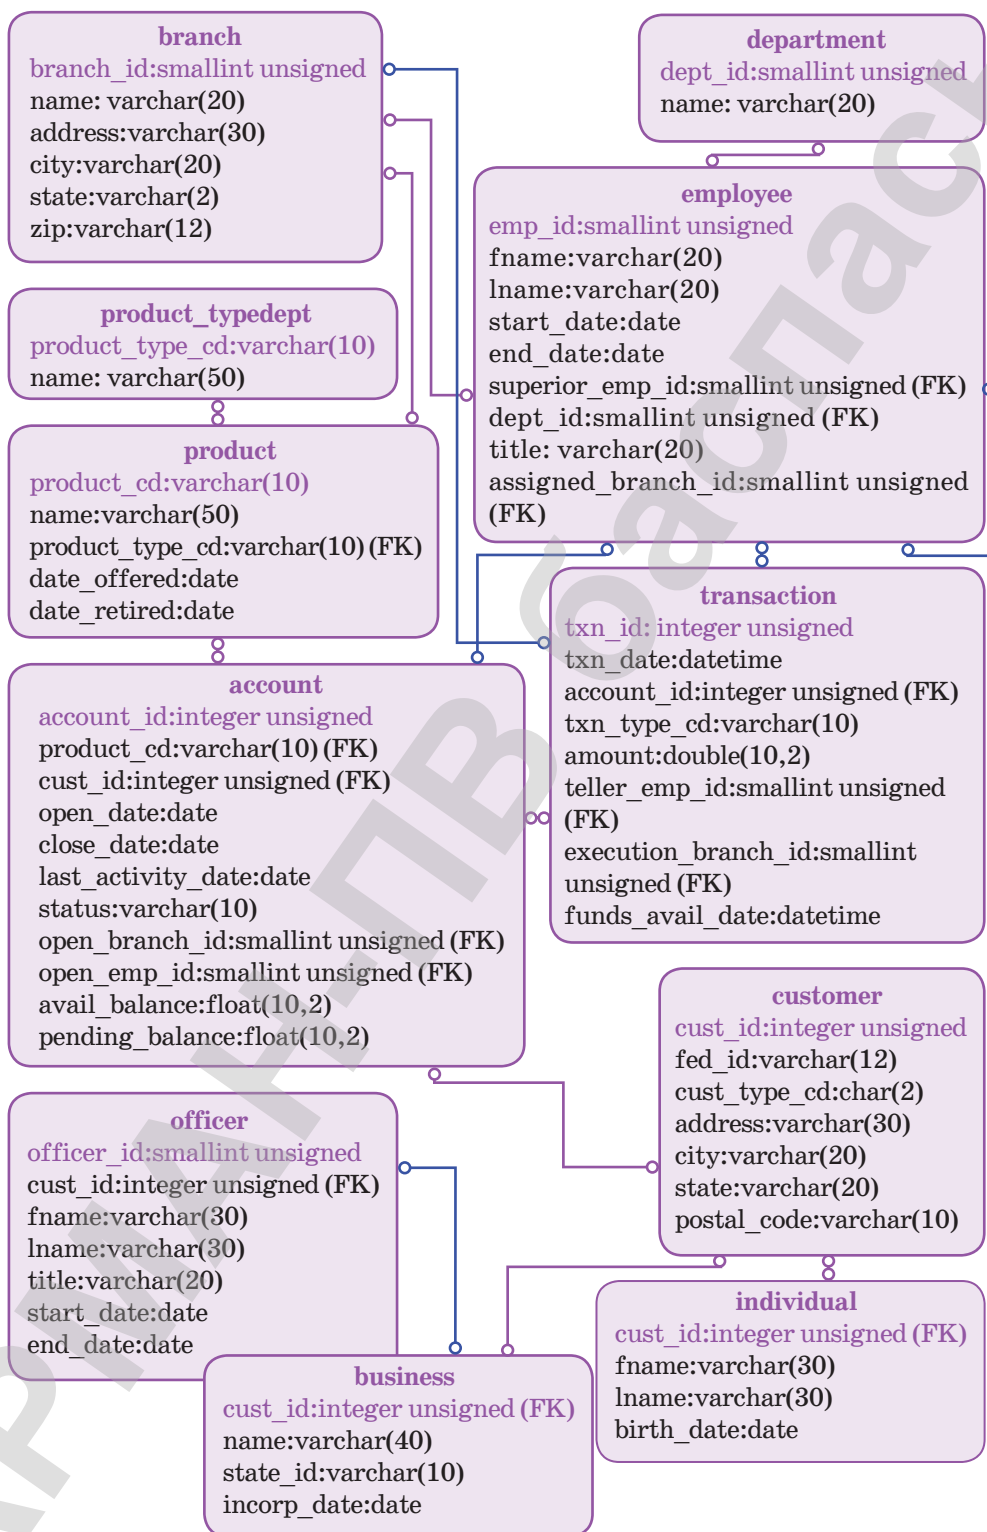 branch
branch_id:smallint unsigned
name: varchar(20)
address:varchar(30)
city:varchar(20)
state:varchar(2)
zip:varchar(12)
department
dept_id:smallint unsigned
name: varchar(20)
employee
emp_id:smallint unsigned
fname:varchar(20)
lname:varchar(20)
start_date:date
end_date:date
superior_emp_id:smallint unsigned (FK)
dept_id:smallint unsigned (FK)
title: varchar(20)
assigned_branch_id:smallint unsigned
(FK)
product_typedept
product_type_cd:varchar(10)
name: varchar(50)
product
product_cd:varchar(10)
name:varchar(50)
product_type_cd:varchar(10) (FK)
date_offered:date
date_retired:date
transaction
txn_id: integer unsigned
txn_date:datetime
account_id:integer unsigned (FK)
txn_type_cd:varchar(10)
amount:double(10,2)
teller_emp_id:smallint unsigned
(FK)
execution_branch_id:smallint
unsigned (FK)
funds_avail_date:datetime
account
account_id:integer unsigned
product_cd:varchar(10) (FK)
cust_id:integer unsigned (FK)
open_date:date
close_date:date
last_activity_date:date
status:varchar(10)
open_branch_id:smallint unsigned (FK)
open_emp_id:smallint unsigned (FK)
avail_balance:float(10,2)
pending_balance:float(10,2)
customer
cust_id:integer unsigned
fed_id:varchar(12)
cust_type_cd:char(2)
address:varchar(30)
city:varchar(20)
state:varchar(20)
postal_code:varchar(10)
officer
officer_id:smallint unsigned
cust_id:integer unsigned (FK)
fname:varchar(30)
lname:varchar(30)
title:varchar(20)
start_date:date
end_date:date
individual
cust_id:integer unsigned (FK)
fname:varchar(30)
lname:varchar(30)
birth_date:date
business
cust_id:integer unsigned (FK)
name:varchar(40)
state_id:varchar(10)
incorp_date:date
РМАН-ПВ баспасы